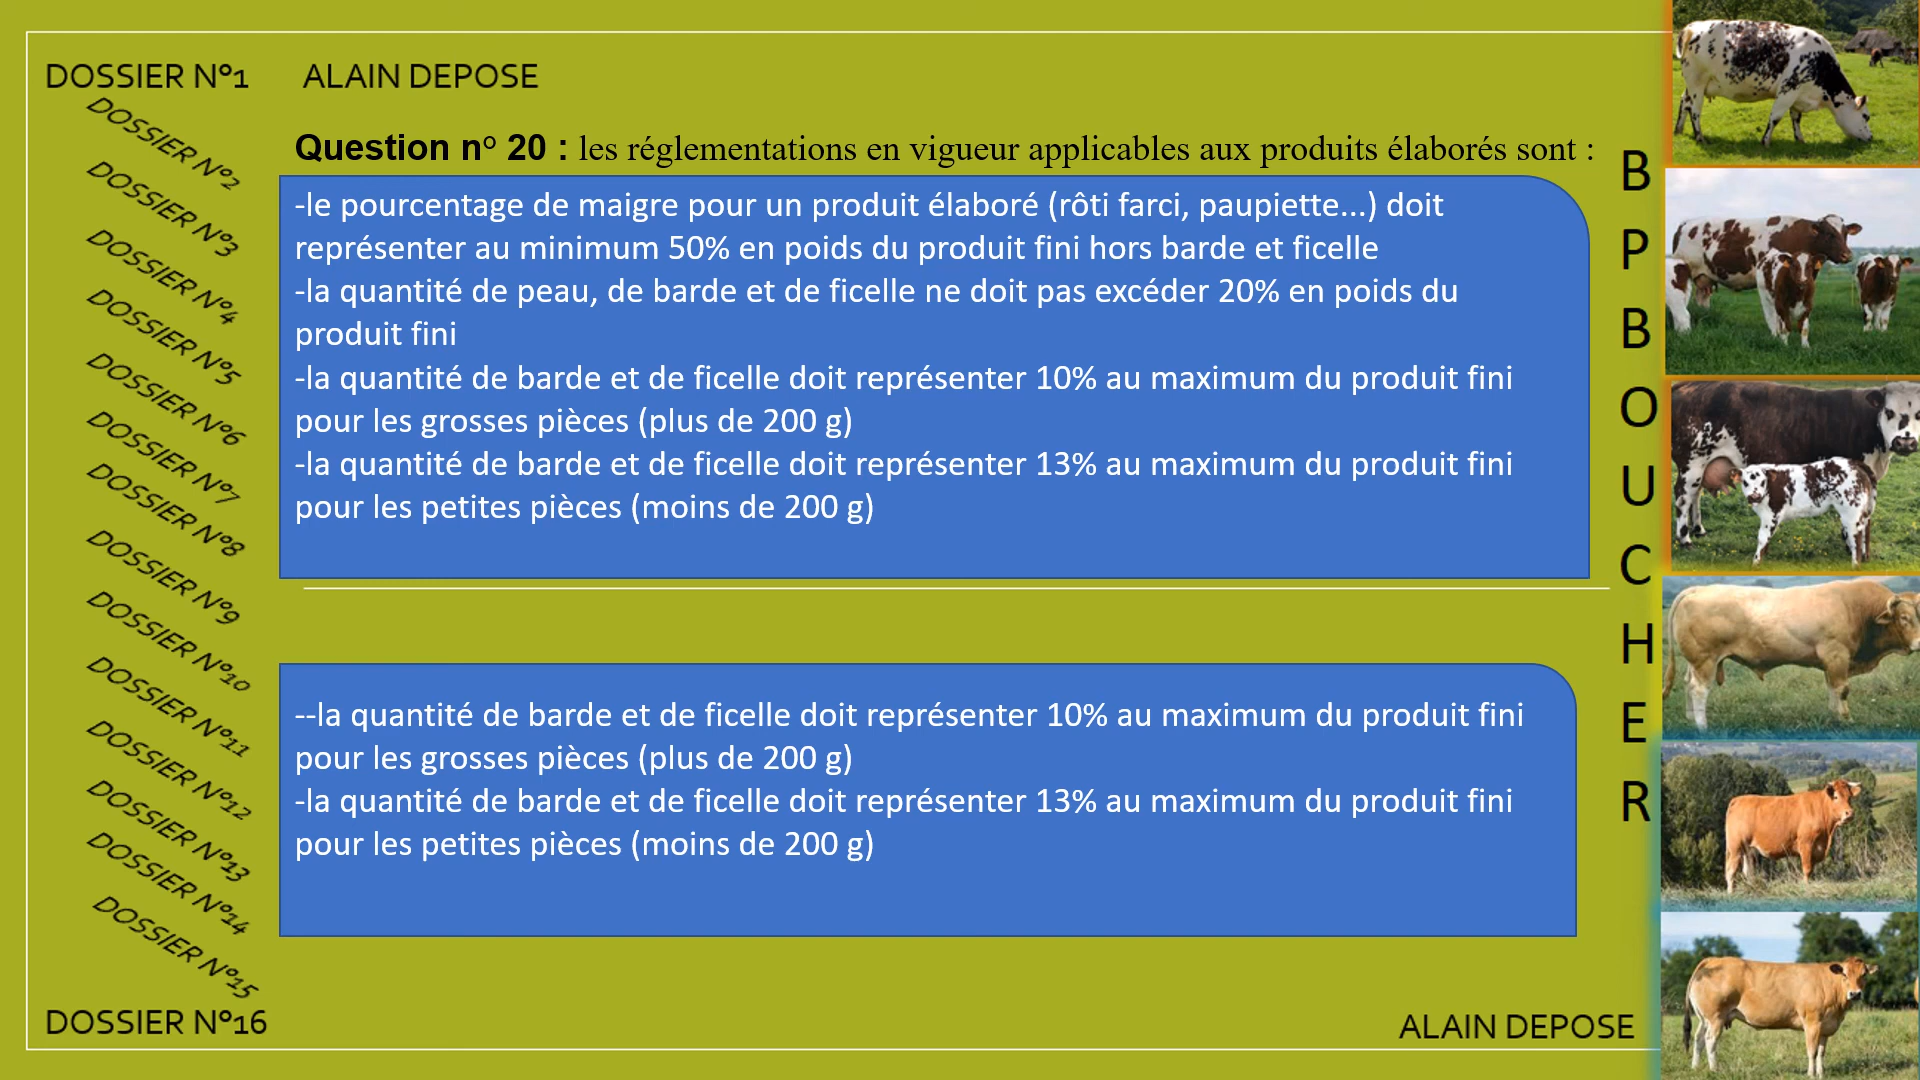 DOSSIER N°1
ALAIN DEPOSE
DOSSIER N°2
DOSSIER N°3
DOSSIER N°4
DOSSIER N°5
DOSSIER N°6
DOSSIER N°7
DOSSIER N°8
DOSSIER N°9
DOSSIER N°10
DOSSIER N°11
DOSSIER N°12
DOSSIER N°13
DOSSIER N°14
DOSSIER N°15
DOSSIER N°16
Question n° 20 : les réglementations en vigueur applicables aux produits élaborés sont :
-le pourcentage de maigre pour un produit élaboré (rôti farci, paupiette...) doit
représenter au minimum 50% en poids du produit fini hors barde et ficelle
-la quantité de peau, de barde et de ficelle ne doit pas excéder 20% en poids du
produit fini
-la quantité de barde et de ficelle doit représenter 10% au maximum du produit fini
pour les grosses pièces (plus de 200 g)
-la quantité de barde et de ficelle doit représenter 13% au maximum du produit fini
pour les petites pièces (moins de 200 g)
--la quantité de barde et de ficelle doit représenter 10% au maximum du produit fini
pour les grosses pièces (plus de 200 g)
-la quantité de barde et de ficelle doit représenter 13% au maximum du produit fini
pour les petites pièces (moins de 200 g)
B
P
B
O
U
C
H
E
R
ALAIN DEPOSE